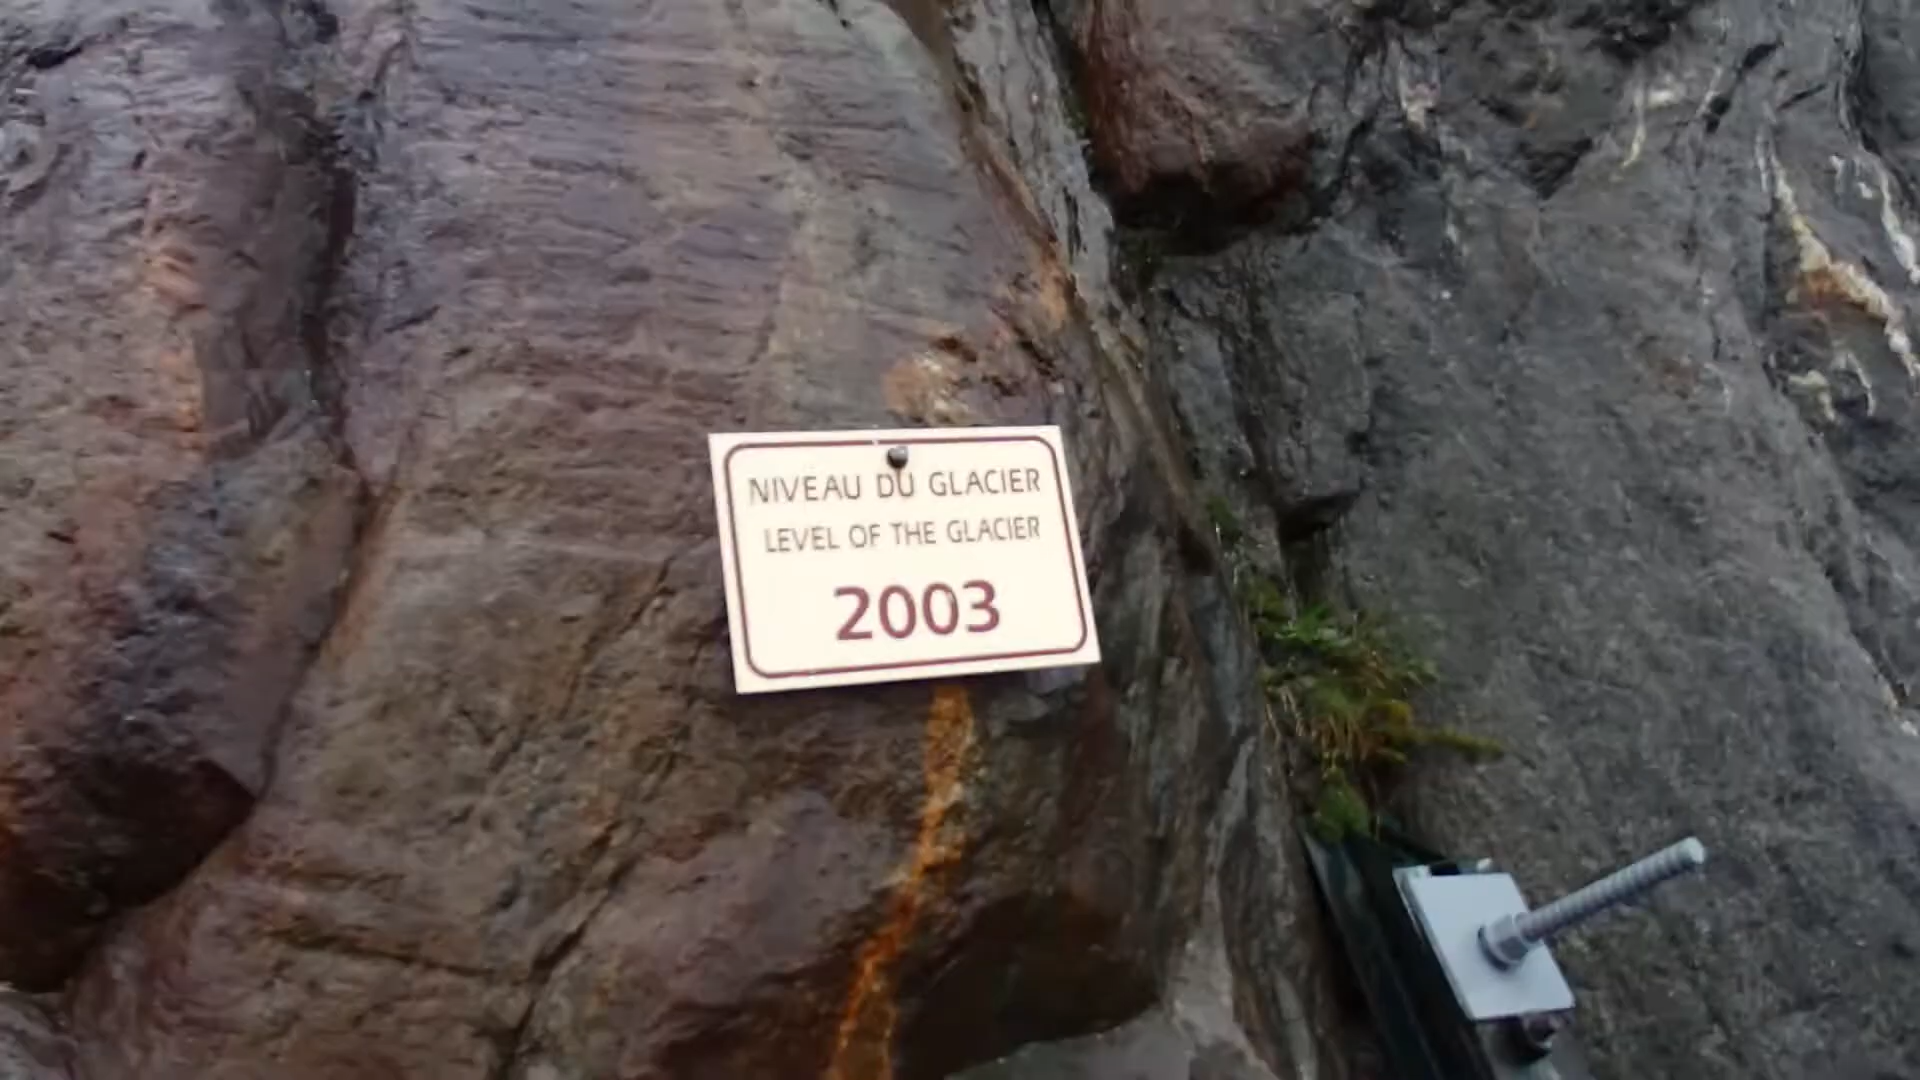 NIVEAU DU GLACIER
LEVEL OF THE GLACIER
2003